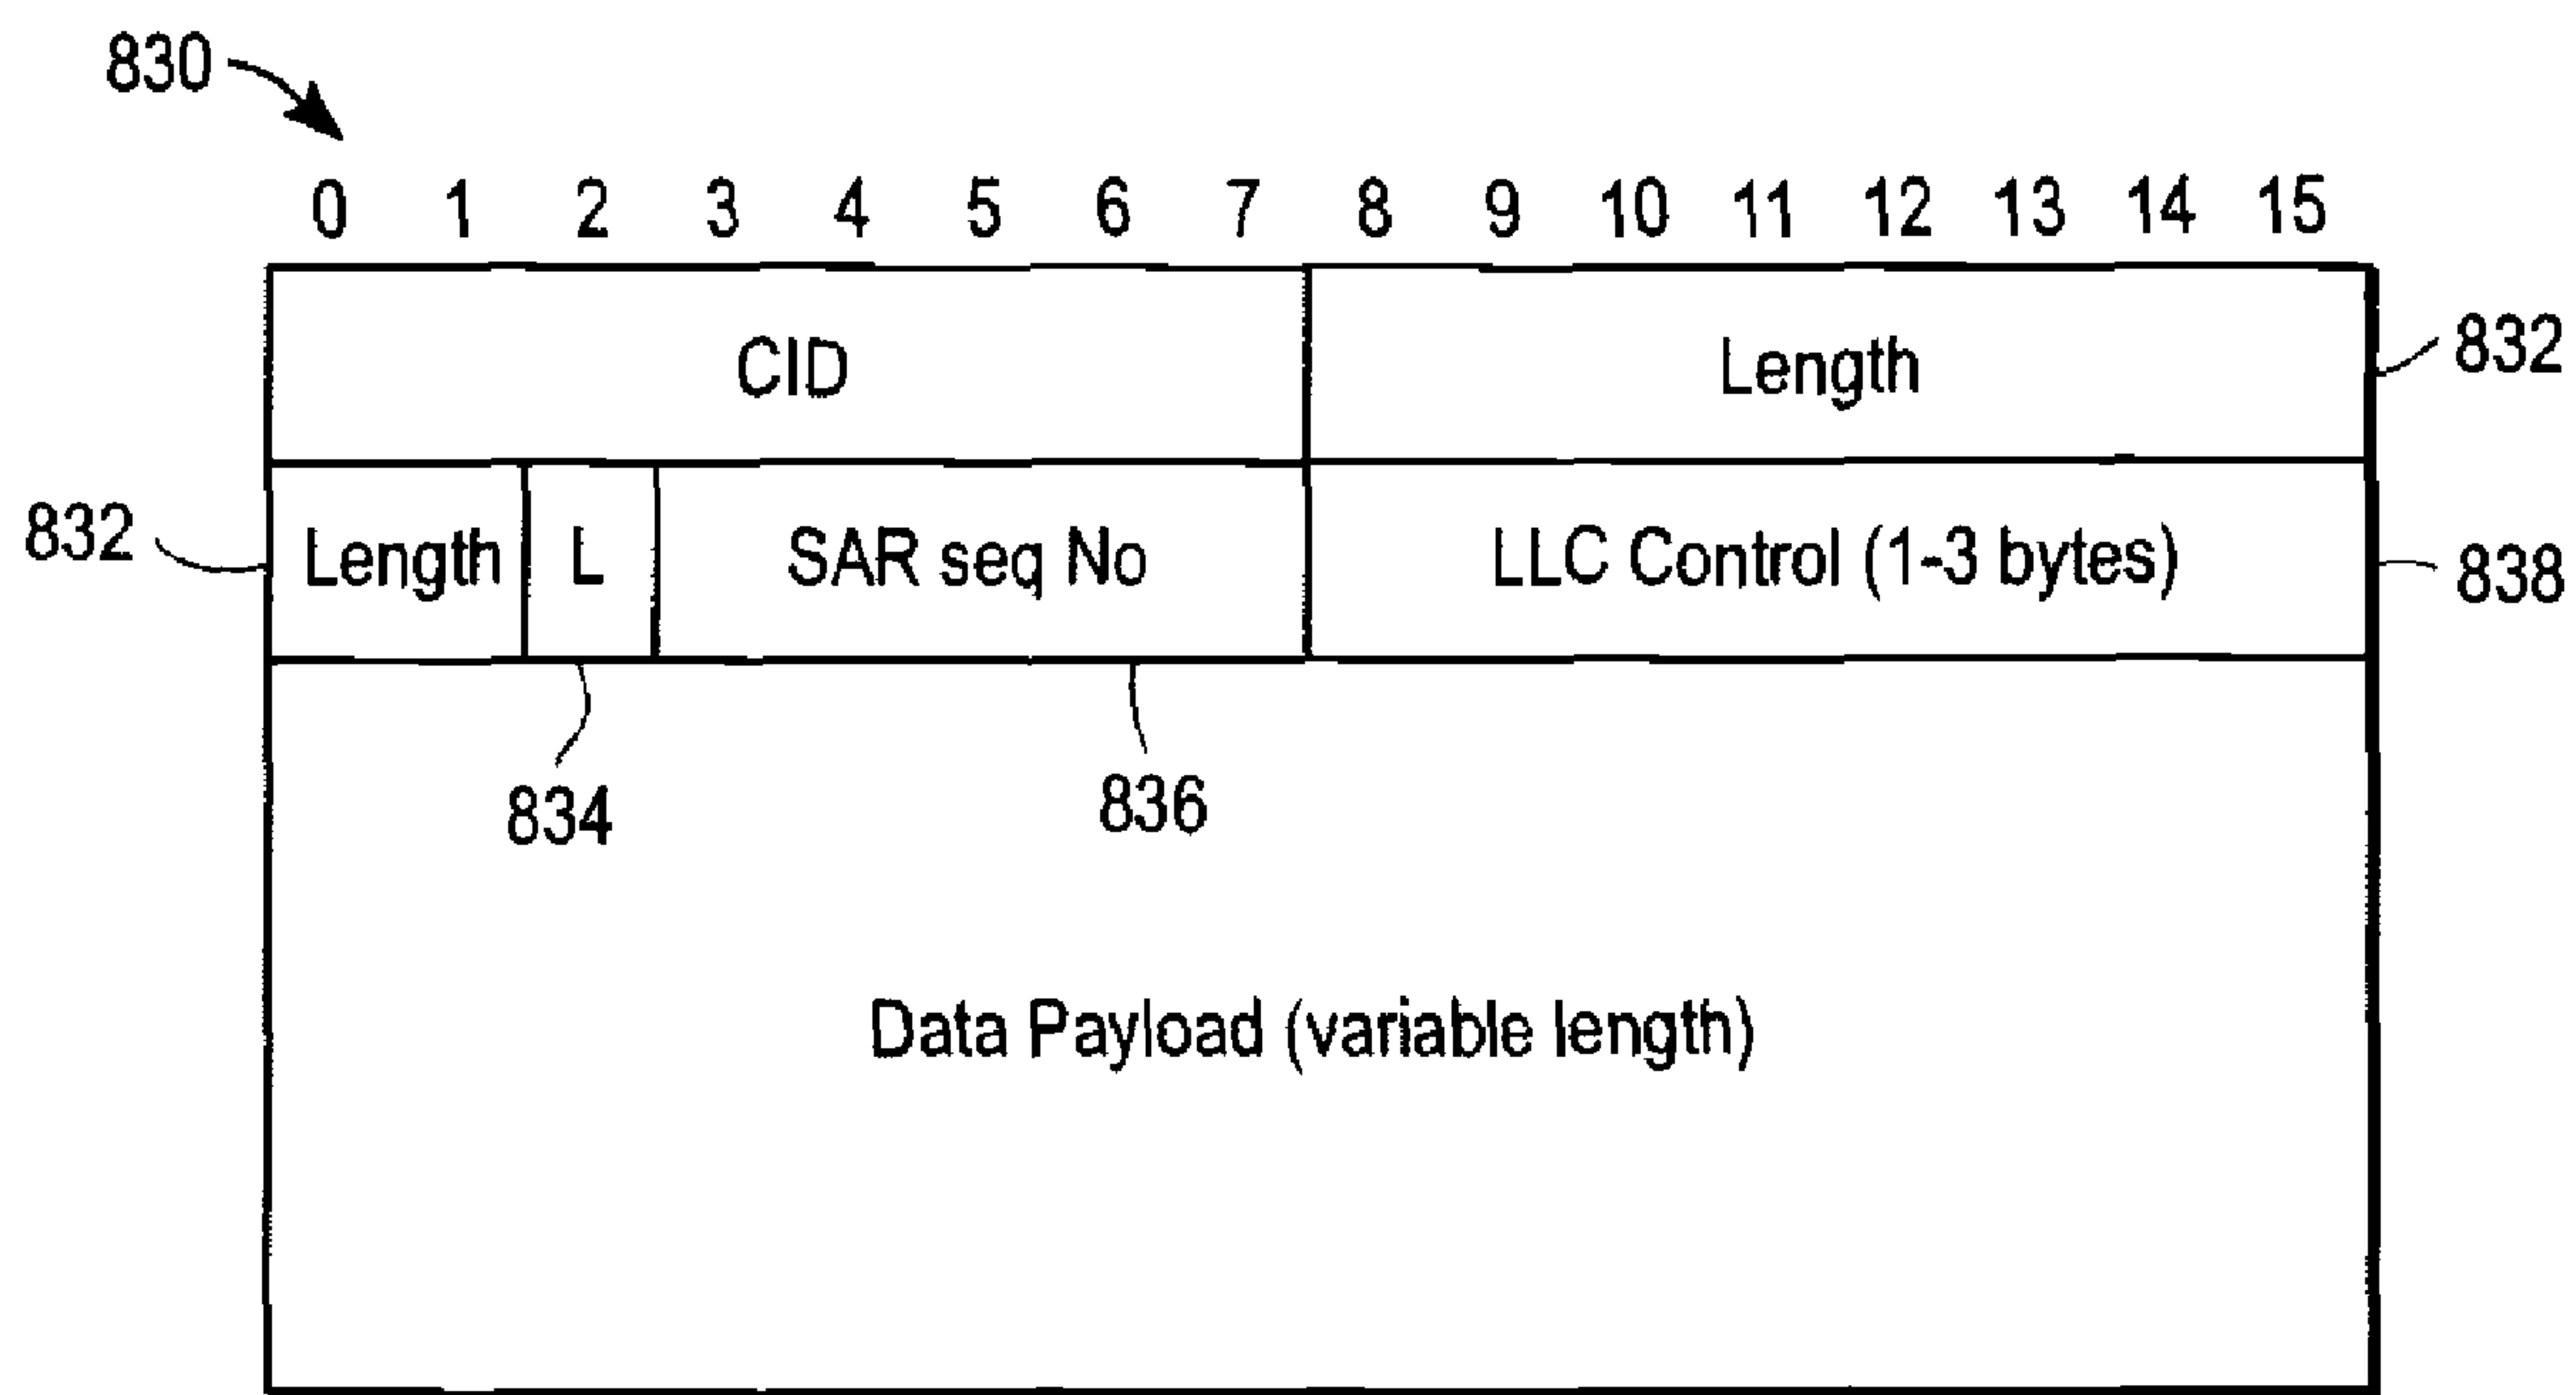 830
0 1 2 3 4 5 6 7 8 9 10 11 12 13 14 15
CID Length 832
832 Length L SAR seq No LLC Control (1-3 bytes) 838
834 836
Data Payload (variable length)